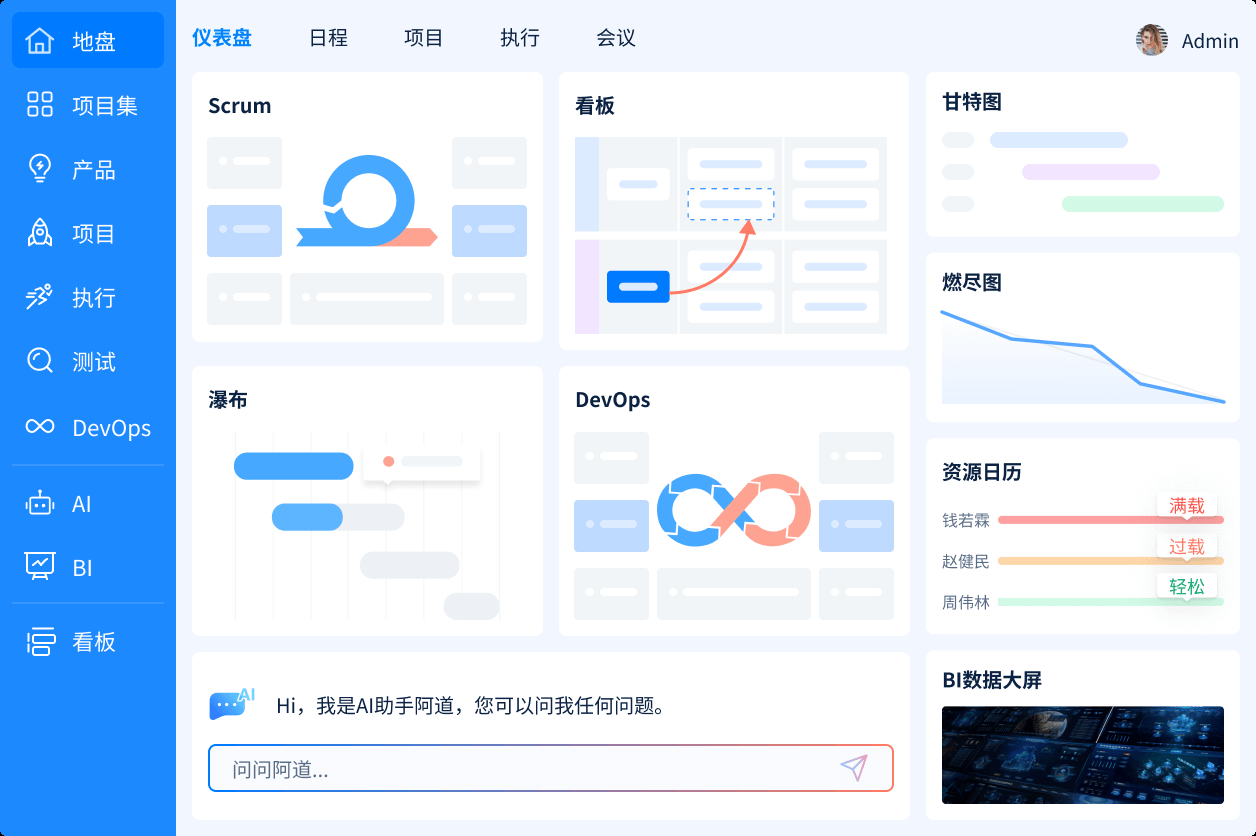 地盘
项目集
产品
项目
执行
测试
DevOps
AI
BI
看板
仪表盘
日程
项目
执行
会议
Admin
Scrum
看板
瀑布
DevOps
AI
Hi，我是AI助手阿道，您可以问我任何问题。
问问阿道...
甘特图
燃尽图
资源日历
钱若霖
满载
赵健民
过载
周伟林
轻松
BI数据大屏